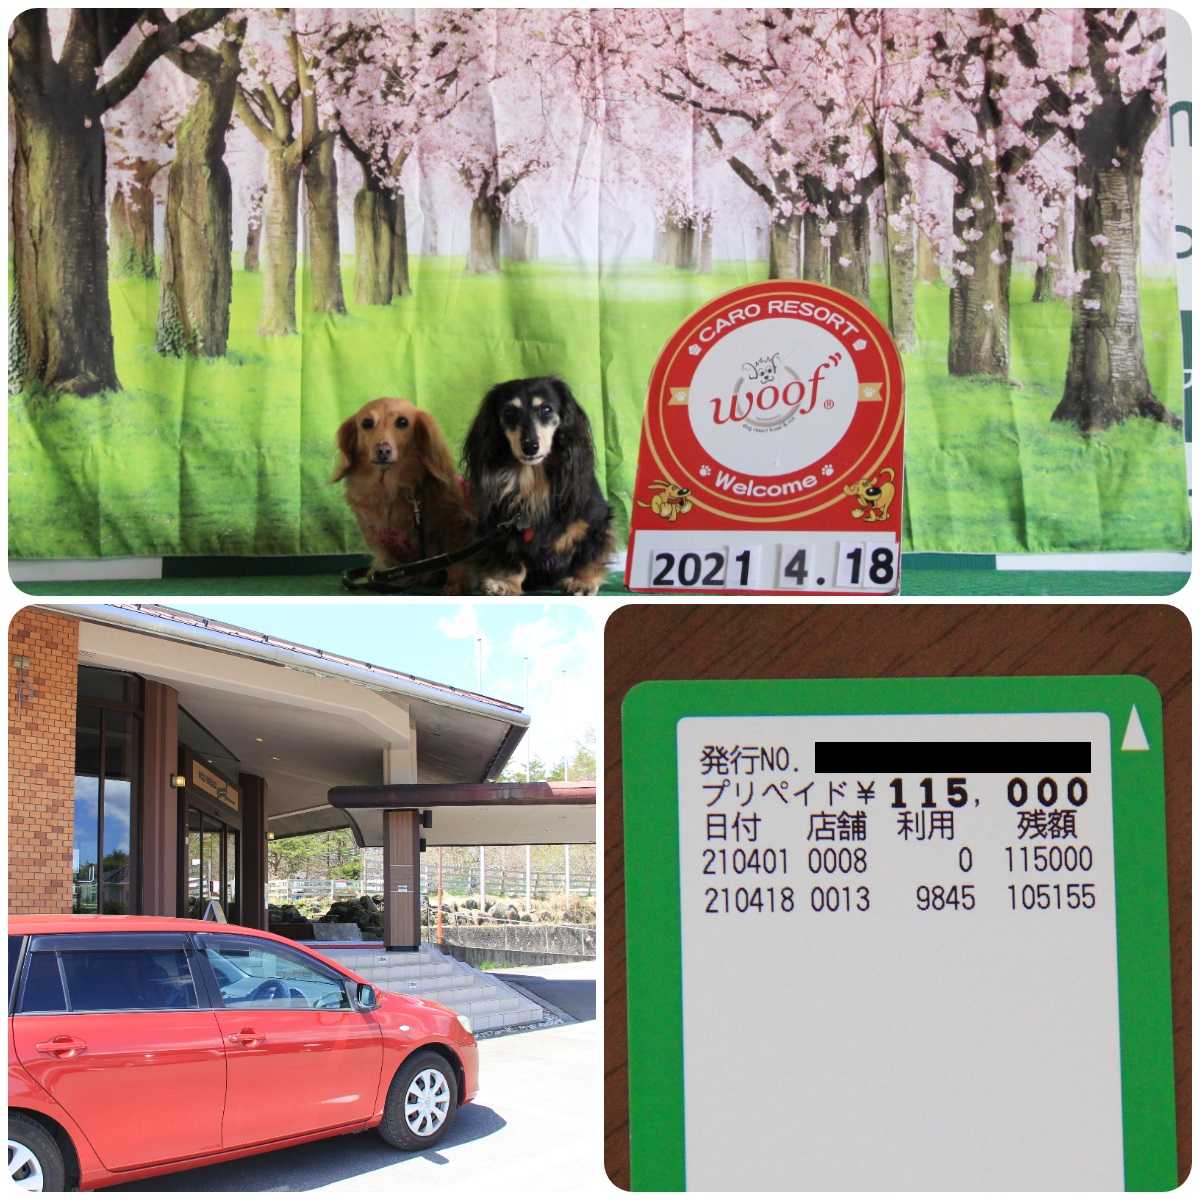 CARO RESORT
woof®
Welcome
2021 4.18
発行NO.
プリペイド¥115,000
日付 店舗 利用 残額
210401 0008 0 115000
210418 0013 9845 105155